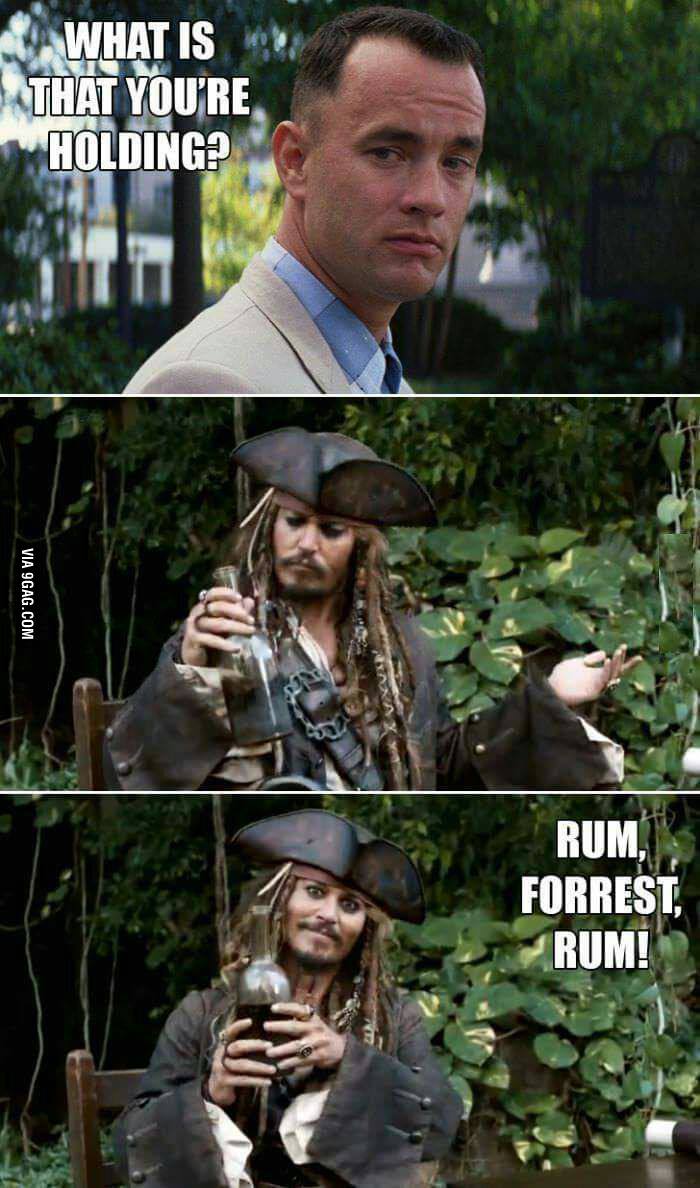 WHAT IS
THAT YOU'RE
HOLDING?
VIA 9GAG.COM
RUM,
FORREST,
RUM!